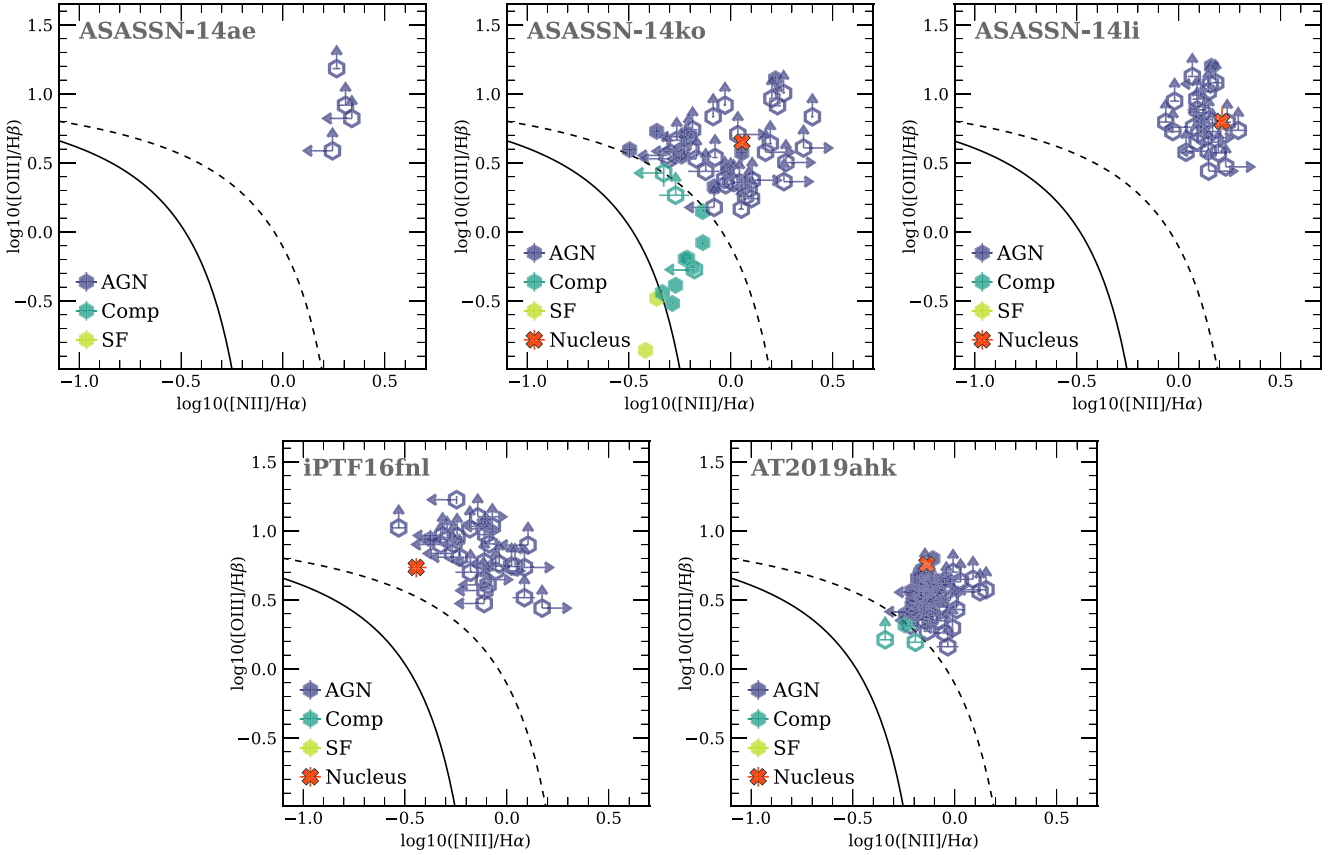 ASASSN-14ae
1.5
1.0
0.5
0.0
−0.5
log10([OIII]/Hβ)
AGN
Comp
SF
−1.0
−0.5
0.0
0.5
log10([NII]/Hα)
ASASSN-14ko
1.5
1.0
0.5
0.0
−0.5
log10([OIII]/Hβ)
AGN
Comp
SF
Nucleus
−1.0
−0.5
0.0
0.5
log10([NII]/Hα)
ASASSN-14li
1.5
1.0
0.5
0.0
−0.5
log10([OIII]/Hβ)
AGN
Comp
SF
Nucleus
−1.0
−0.5
0.0
0.5
log10([NII]/Hα)
iPTF16fnl
1.5
1.0
0.5
0.0
−0.5
log10([OIII]/Hβ)
AGN
Comp
SF
Nucleus
−1.0
−0.5
0.0
0.5
log10([NII]/Hα)
AT2019ahk
1.5
1.0
0.5
0.0
−0.5
log10([OIII]/Hβ)
AGN
Comp
SF
Nucleus
−1.0
−0.5
0.0
0.5
log10([NII]/Hα)